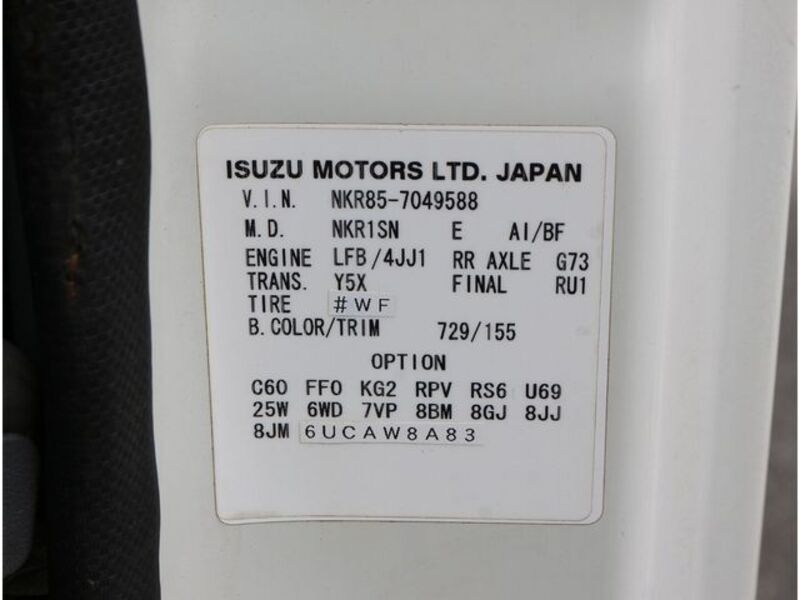 ISUZU MOTORS LTD. JAPAN
V.I.N. NKR85-7049588
M.D. NKR1SN E AI/BF
ENGINE LFB/4JJ1 RR AXLE G73
TRANS. Y5X FINAL RU1
TIRE #WF
B.COLOR/TRIM 729/155
OPTION
C60 FF0 KG2 RPV RS6 U69
25W 6WD 7VP 8BM 8GJ 8JJ
8JM 6UCAW8A83